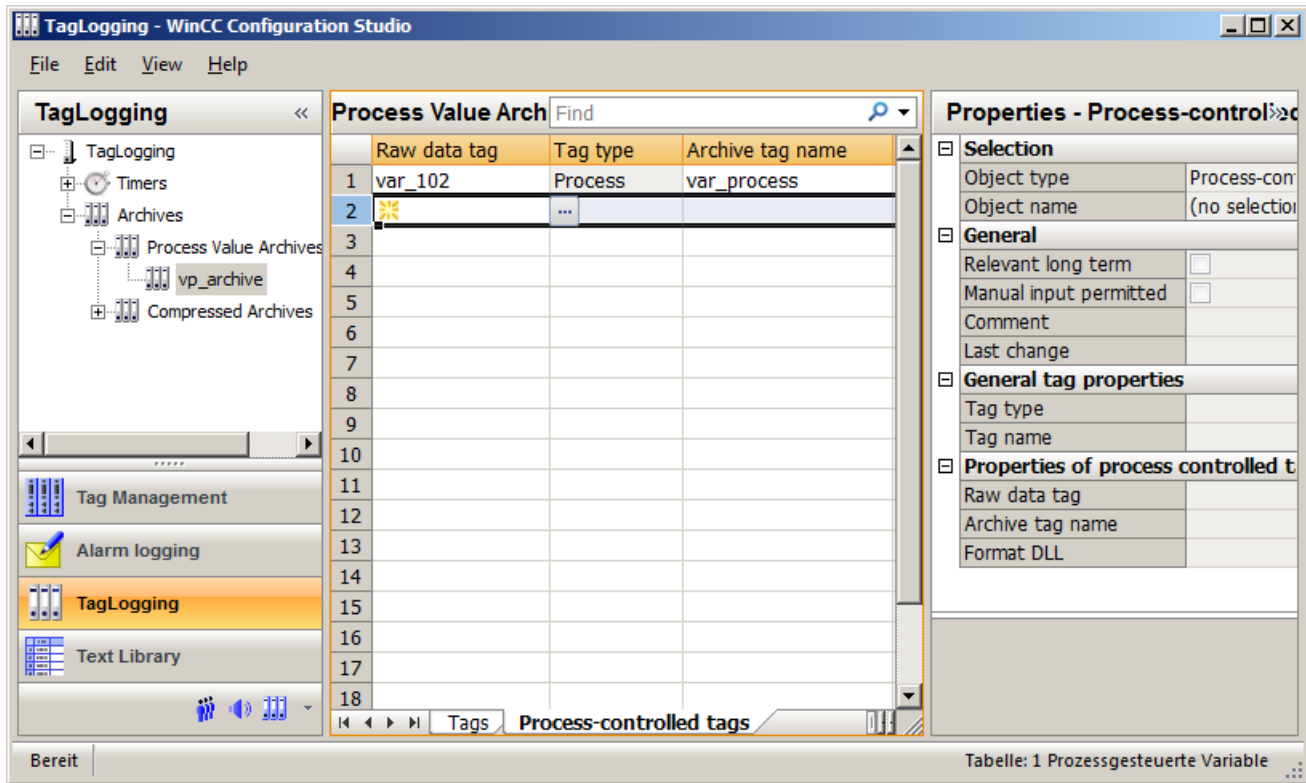 TagLogging - WinCC Configuration Studio
File Edit View Help
TagLogging «
TagLogging
Timers
Archives
Process Value Archives
vp_archive
Compressed Archives
Tag Management
Alarm logging
TagLogging
Text Library
Process Value Arch Find
Raw data tag Tag type Archive tag name
1 var_102 Process var_process
2 ...
3
4
5
6
7
8
9
10
11
12
13
14
15
16
17
18
Tags Process-controlled tags
Properties - Process-control »
Selection
Object type Process-con
Object name (no selection
General
Relevant long term
Manual input permitted
Comment
Last change
General tag properties
Tag type
Tag name
Properties of process controlled t
Raw data tag
Archive tag name
Format DLL
Bereit Tabelle: 1 Prozessgesteuerte Variable